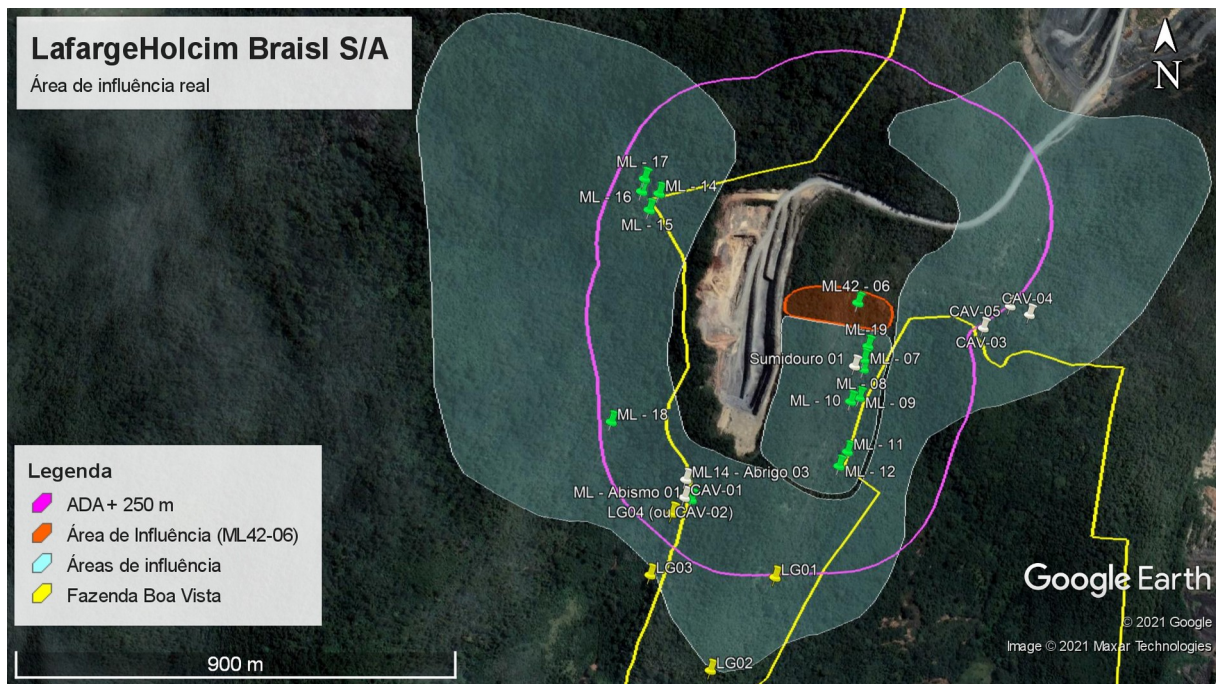 LafargeHolcim Braisl S/A
Área de influência real
N
ML - 17
ML - 14
ML - 16
ML - 15
ML42 - 06
CAV-04
CAV-05
CAV-03
ML-19
Sumidouro 01
ML - 07
ML - 08
ML - 10
ML - 09
ML - 18
ML - 11
ML - 12
ML14 - Abrigo 03
ML - Abismo 01
CAV-01
LG04 (ou CAV-02)
LG03
LG01
LG02
Legenda
ADA + 250 m
Área de Influência (ML42-06)
Áreas de influência
Fazenda Boa Vista
900 m
Google Earth
© 2021 Google
Image © 2021 Maxar Technologies